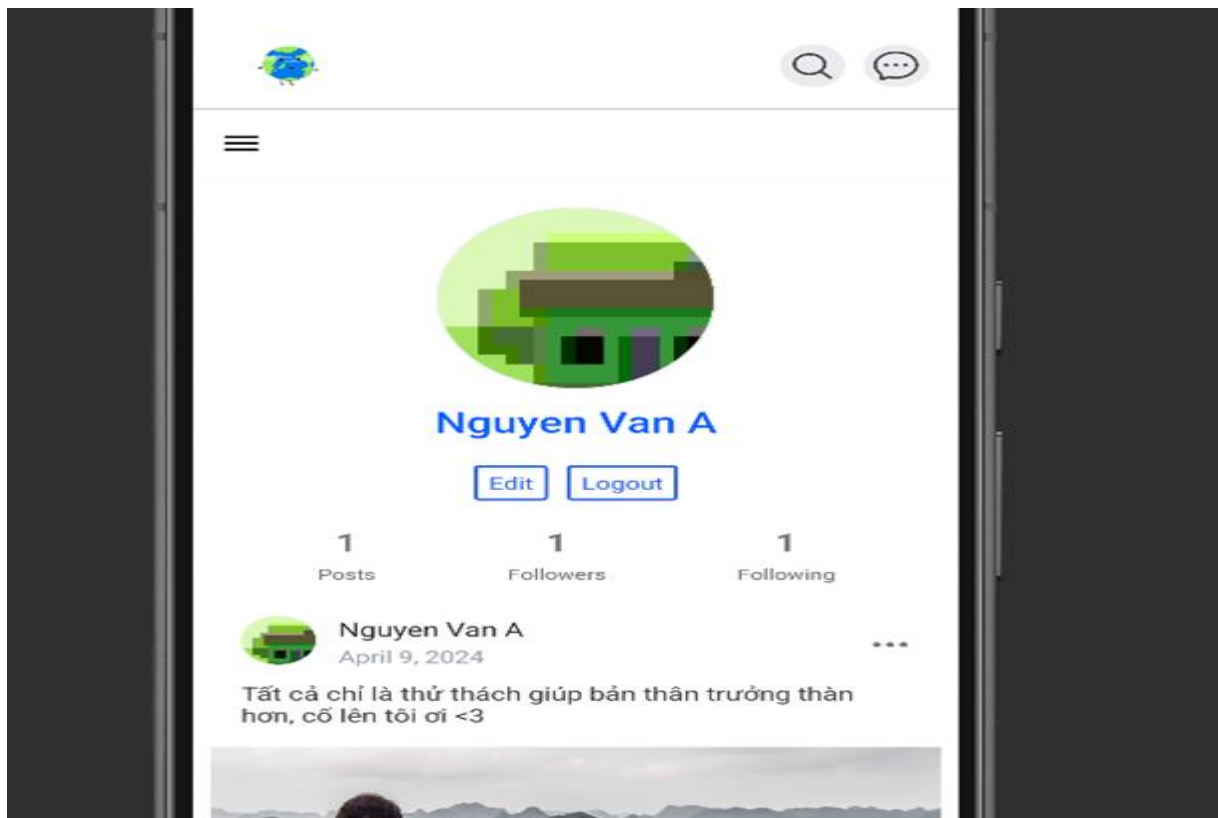 Nguyen Van A
Edit Logout
1 1 1
Posts Followers Following
Nguyen Van A
April 9, 2024
Tất cả chỉ là thử thách giúp bản thân trưởng thàn
hơn, cố lên tôi ơi <3